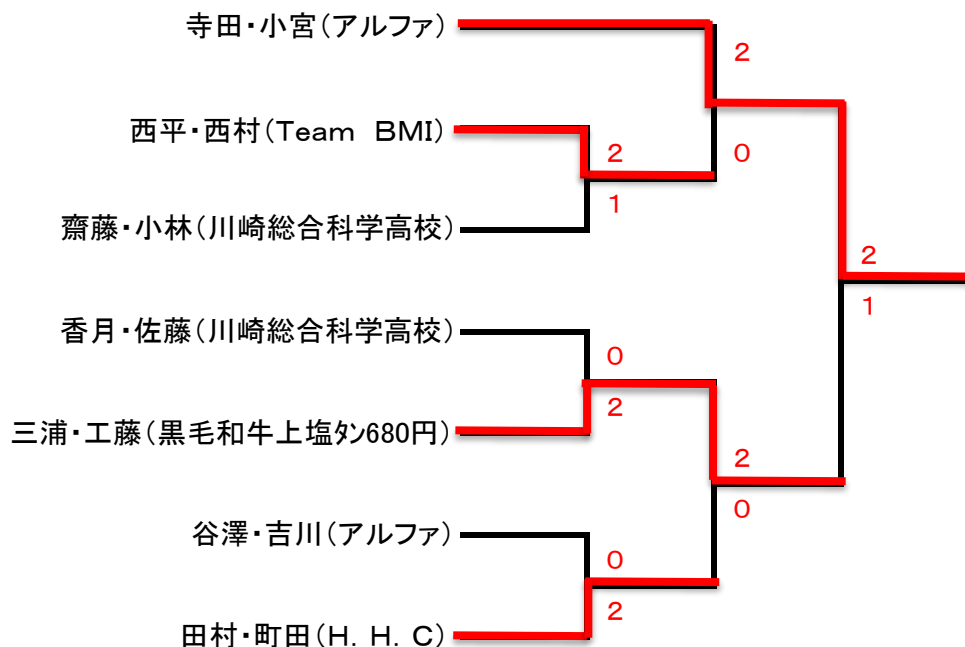 寺田・小宮(アルファ)
2
西平・西村(Team BMI)
2
0
1
齋藤・小林(川崎総合科学高校)
2
1
香月・佐藤(川崎総合科学高校)
0
2
三浦・工藤(黒毛和牛上塩タン680円)
2
0
谷澤・吉川(アルファ)
0
2
田村・町田(H.H.C)